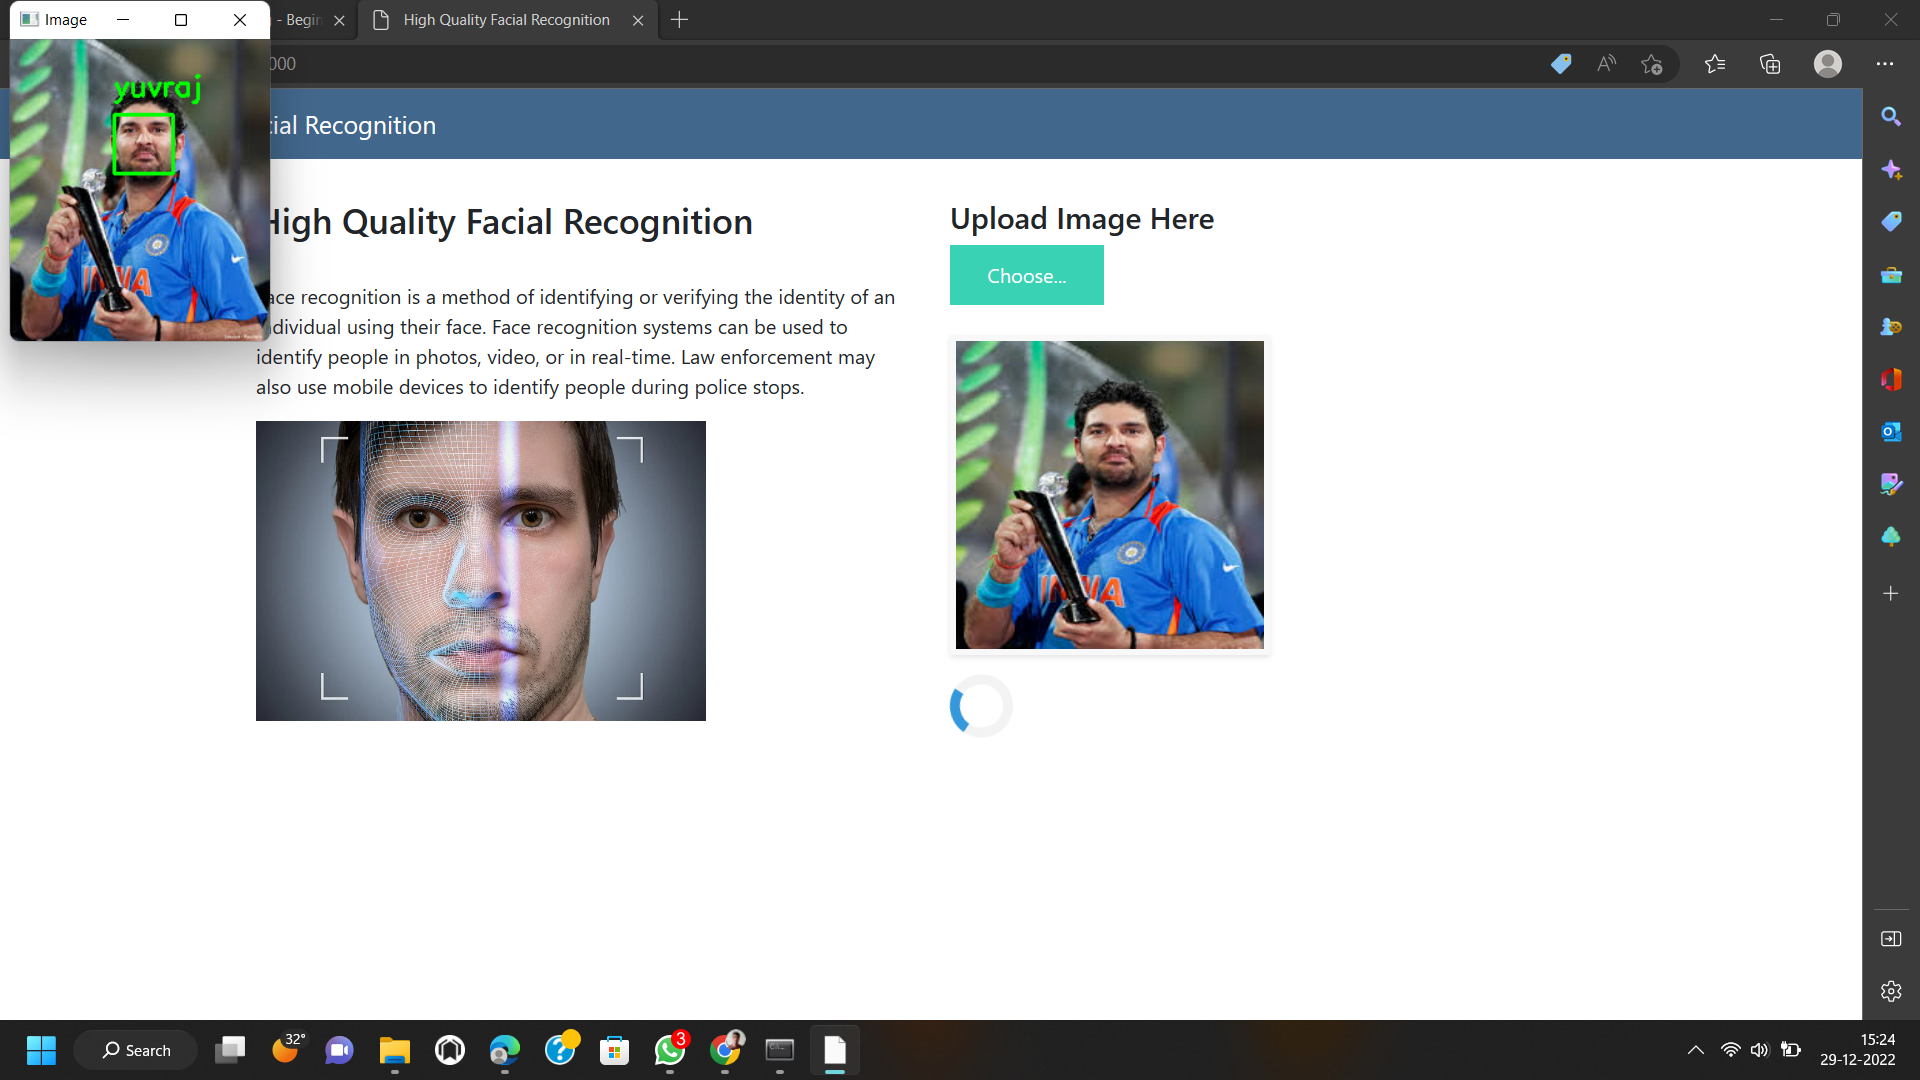 Image
- Begin
High Quality Facial Recognition
000
yuvraj
cial Recognition
High Quality Facial Recognition
ace recognition is a method of identifying or verifying the identity of an
dividual using their face. Face recognition systems can be used to
identify people in photos, video, or in real-time. Law enforcement may
also use mobile devices to identify people during police stops.
Upload Image Here
Choose...
INDIA
INDIA
Search
32°
3
15:24
29-12-2022